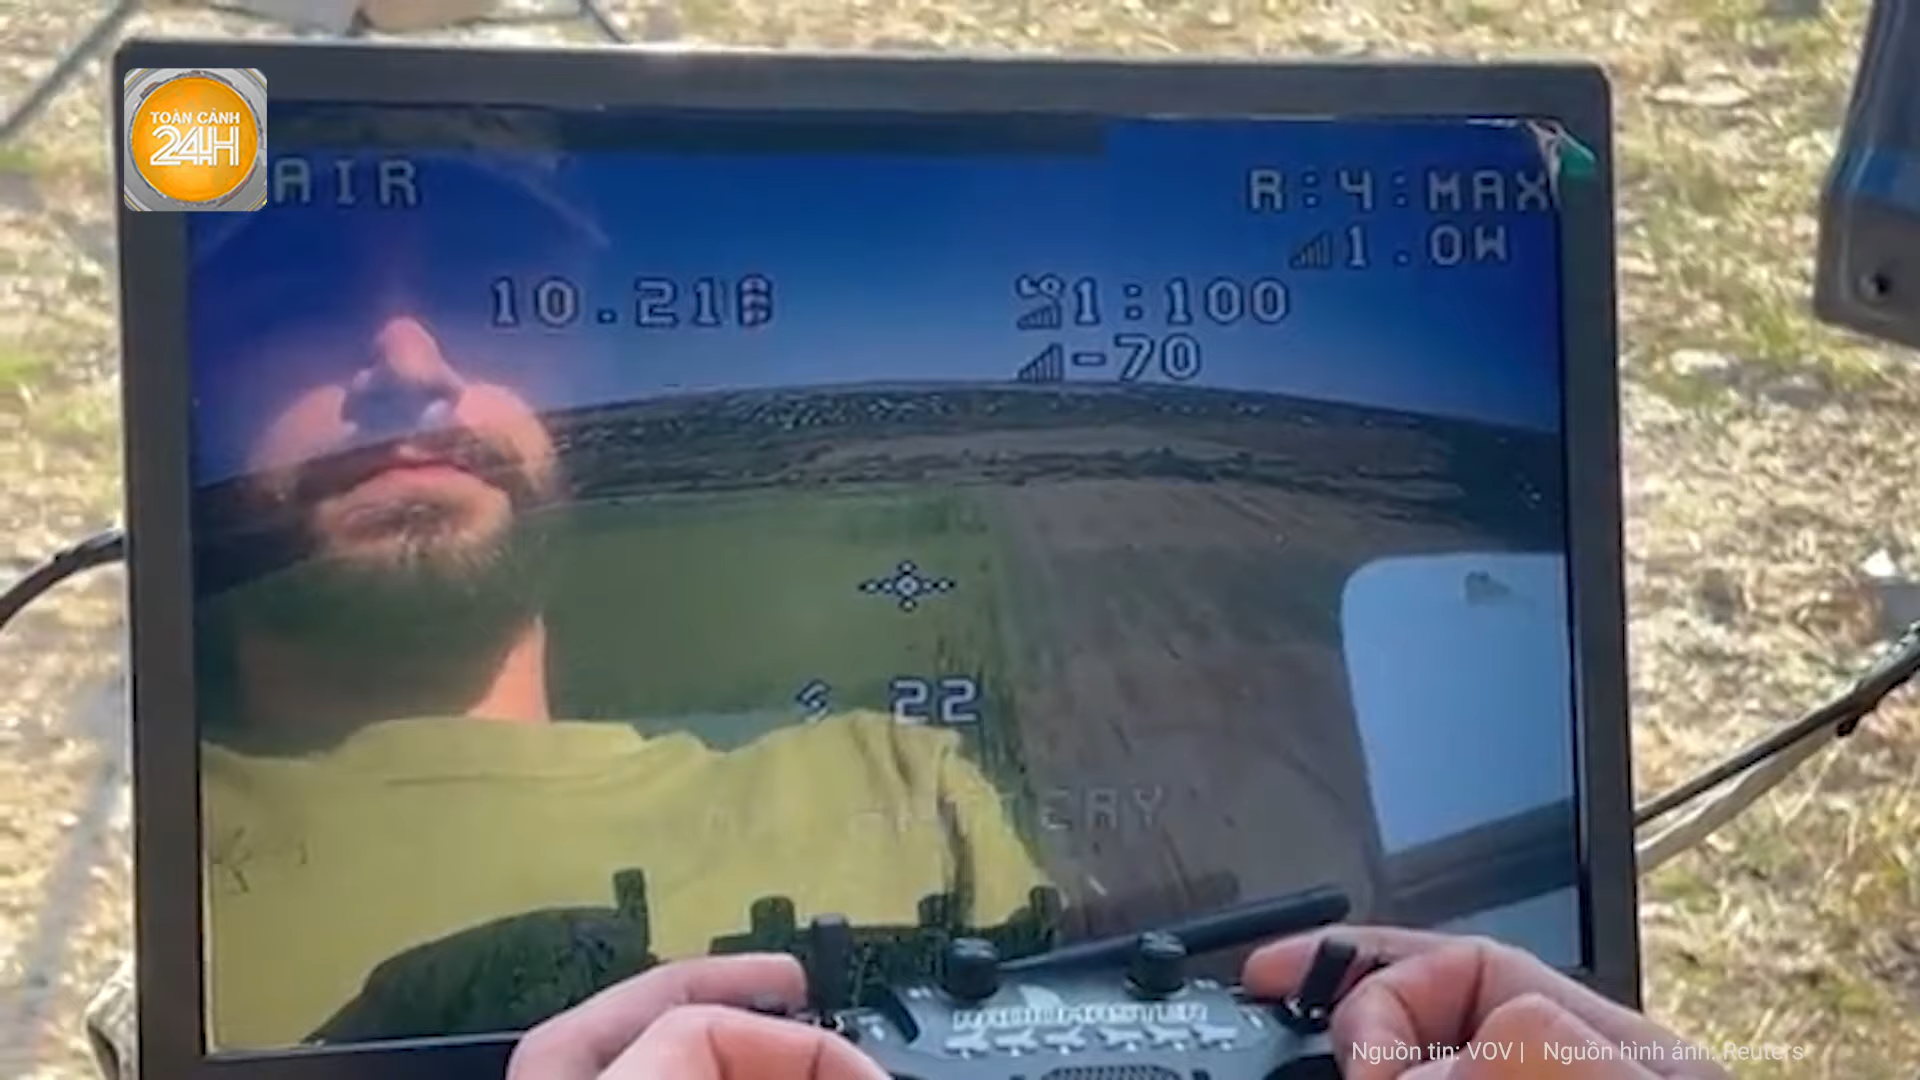 TOÀN CẢNH
24H
AIR
R:4:MAX
1.0W
10.21
1:100
-70
22
RADIOMASTER
Nguồn tin: VOV | Nguồn hình ảnh: Reuters